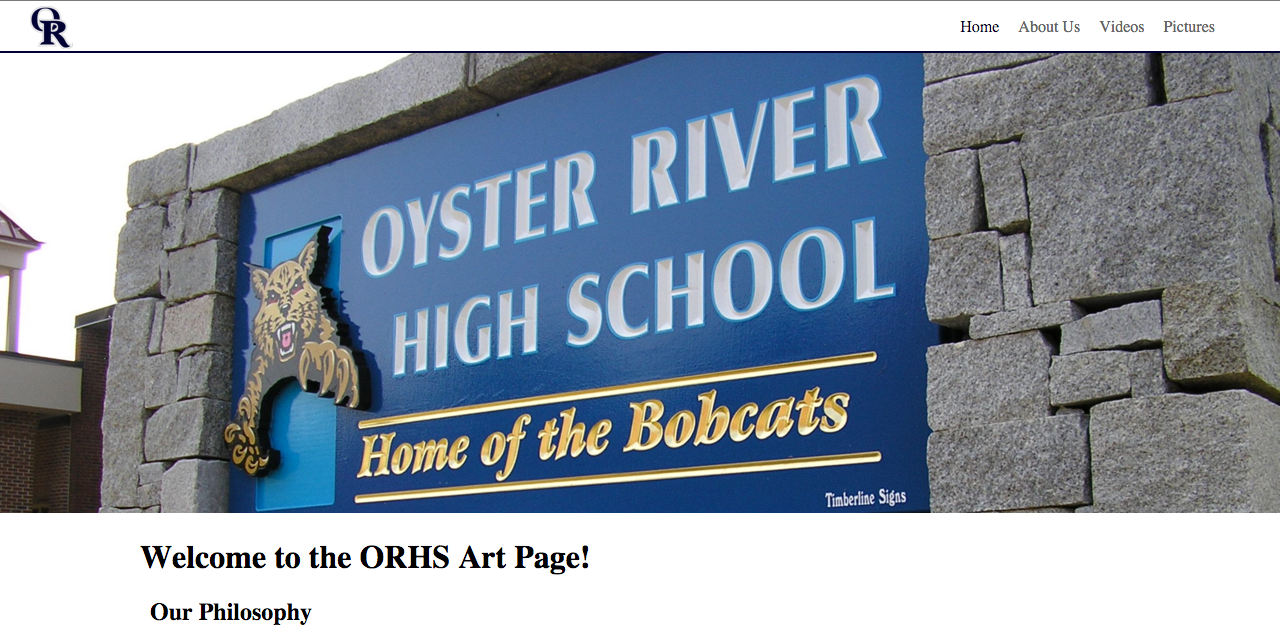 OR
Home About Us Videos Pictures
OYSTER RIVER
HIGH SCHOOL
Home of the Bobcats
Timberline Signs
Welcome to the ORHS Art Page!
Our Philosophy